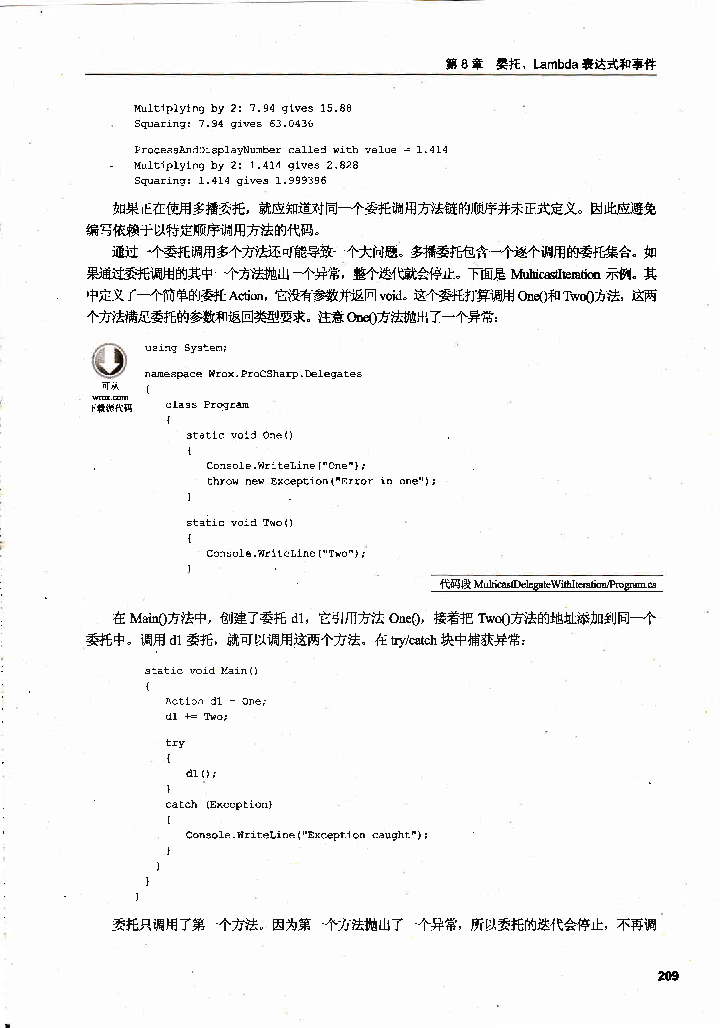 第 8 章 委托、Lambda 表达式和事件
Multiplying by 2: 7.94 gives 15.88
Squaring: 7.94 gives 63.0436
ProcessAndDisplayNumber called with value = 1.414
Multiplying by 2: 1.414 gives 2.828
Squaring: 1.414 gives 1.999396
如果正在使用多播委托，就应知道对同一个委托调用方法链的顺序并未正式定义。因此应避免
编写依赖于以特定顺序调用方法的代码。
通过一个委托调用多个方法还可能导致一个大问题。多播委托包含一个逐个调用的委托集合。如
果通过委托调用的其中一个方法抛出一个异常，整个迭代就会停止。下面是 MulticastIteration 示例。其
中定义了一个简单的委托 Action，它没有参数并返回 void。这个委托打算调用 One()和 Two()方法，这两
个方法满足委托的参数和返回类型要求。注意 One()方法抛出了一个异常：
using System;
namespace Wrox.ProCSharp.Delegates
可从
{
wrox.com
下载源代码
class Program
{
static void One()
{
Console.WriteLine("One");
throw new Exception("Error in one");
}
static void Two()
{
Console.WriteLine("Two");
}
代码段 MulticastDelegateWithIteration/Program.cs
在 Main()方法中，创建了委托 d1，它引用方法 One()，接着把 Two()方法的地址添加到同一个
委托中。调用 d1 委托，就可以调用这两个方法。在 try/catch 块中捕获异常：
static void Main()
{
Action d1 = One;
d1 += Two;
try
{
d1();
}
catch (Exception)
{
Console.WriteLine("Exception caught");
}
}
}
}
委托只调用了第一个方法。因为第一个方法抛出了一个异常，所以委托的迭代会停止，不再调
209